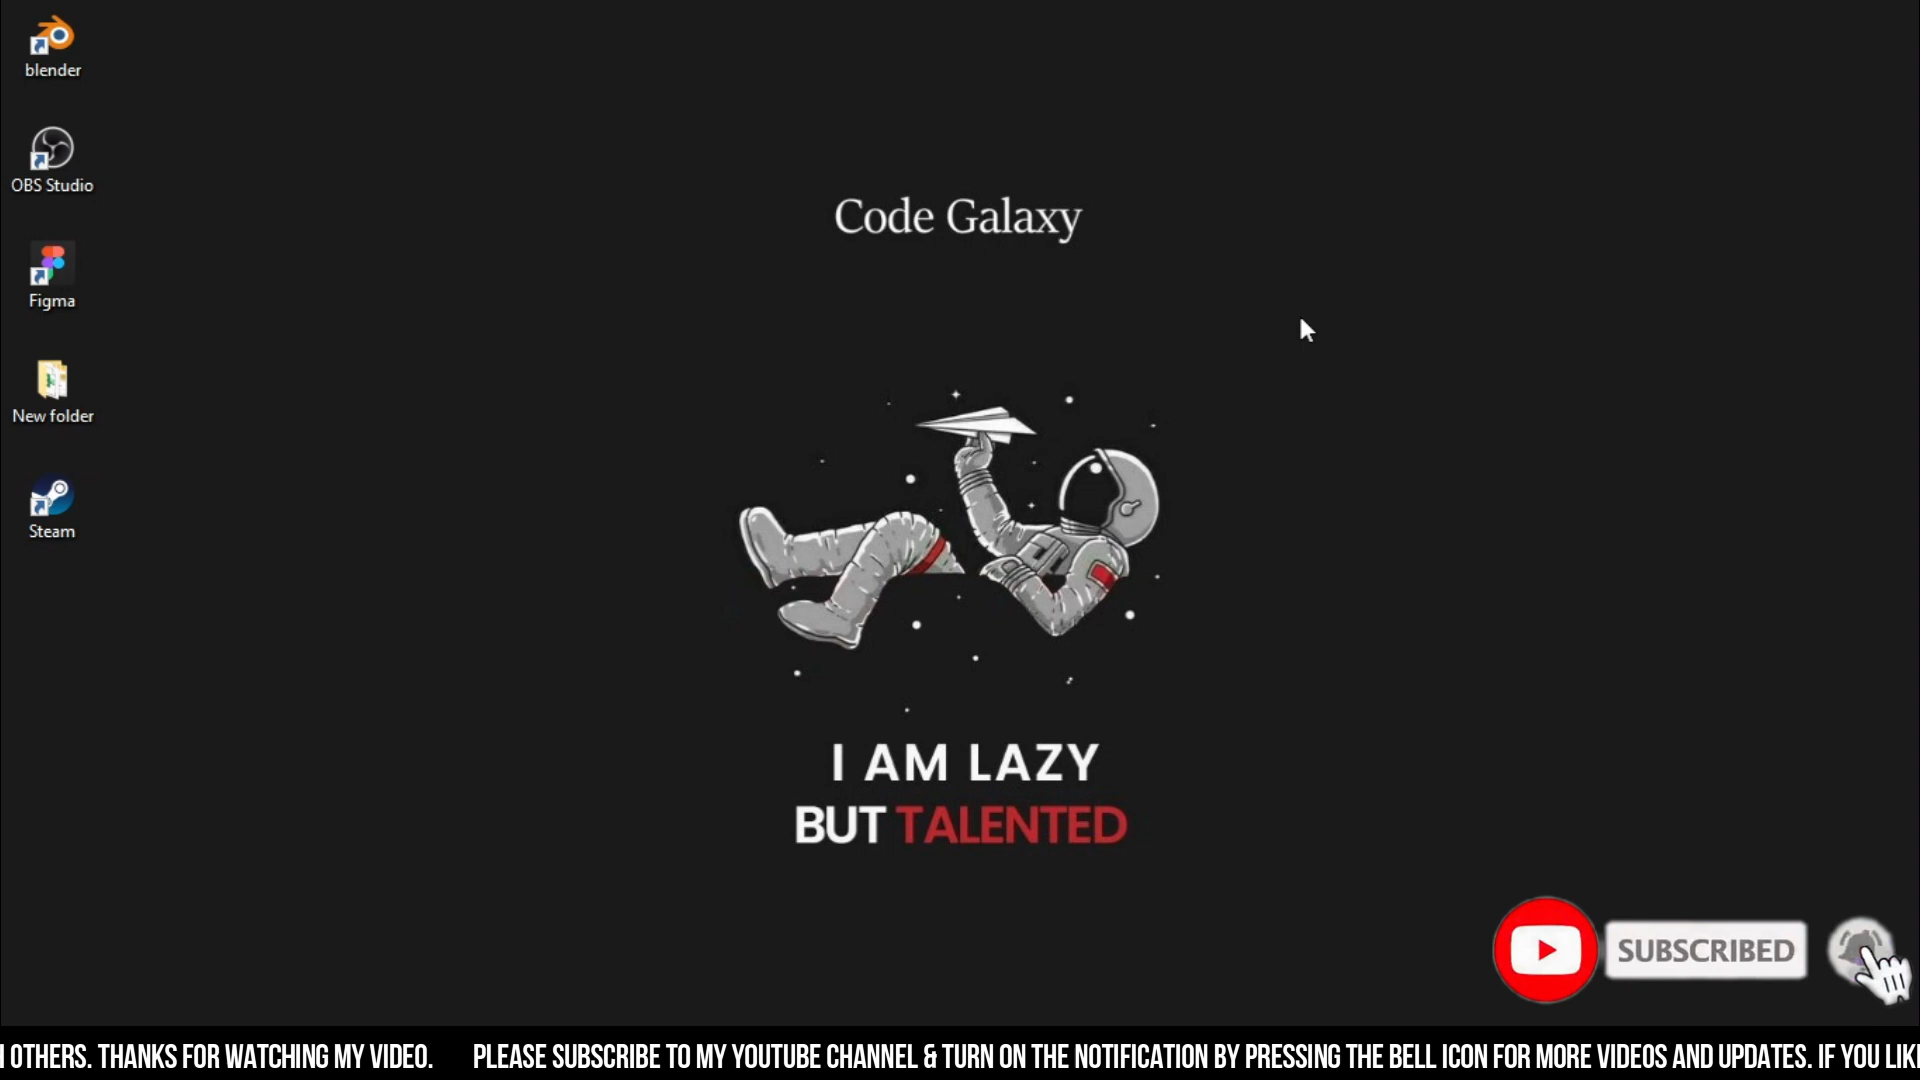 blender
OBS Studio
Figma
New folder
Steam
Code Galaxy
I AM LAZY
BUT TALENTED
SUBSCRIBED
OTHERS. THANKS FOR WATCHING MY VIDEO. PLEASE SUBSCRIBE TO MY YOUTUBE CHANNEL & TURN ON THE NOTIFICATION BY PRESSING THE BELL ICON FOR MORE VIDEOS AND UPDATES. IF YOU